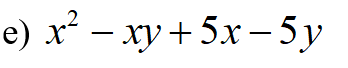 e) x² − xy + 5x − 5y